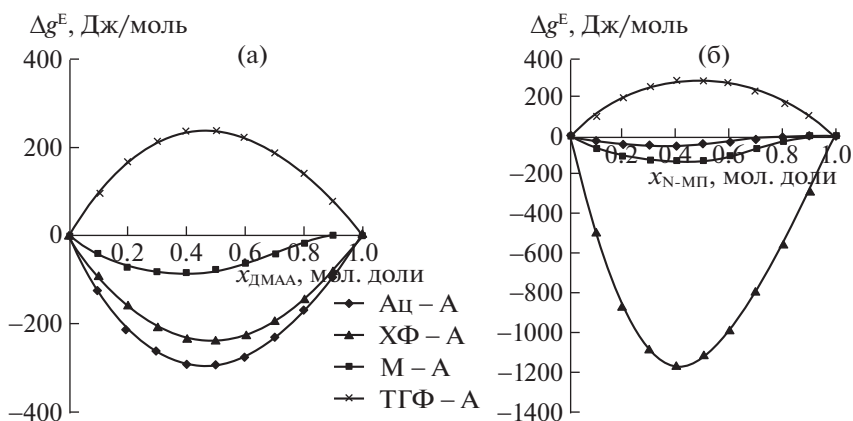 Δg^E, Дж/моль
(а)
400
200
0
−200
−400
0.2 0.4 0.6 0.8 1.0
x_ДМАА, мол. доли
Ац – А
ХФ – А
М – А
ТГФ – А
Δg^E, Дж/моль
(б)
400
200
0
−200
−400
−600
−800
−1000
−1200
−1400
0.2 0.4 0.6 0.8 1.0
x_N-МП, мол. доли